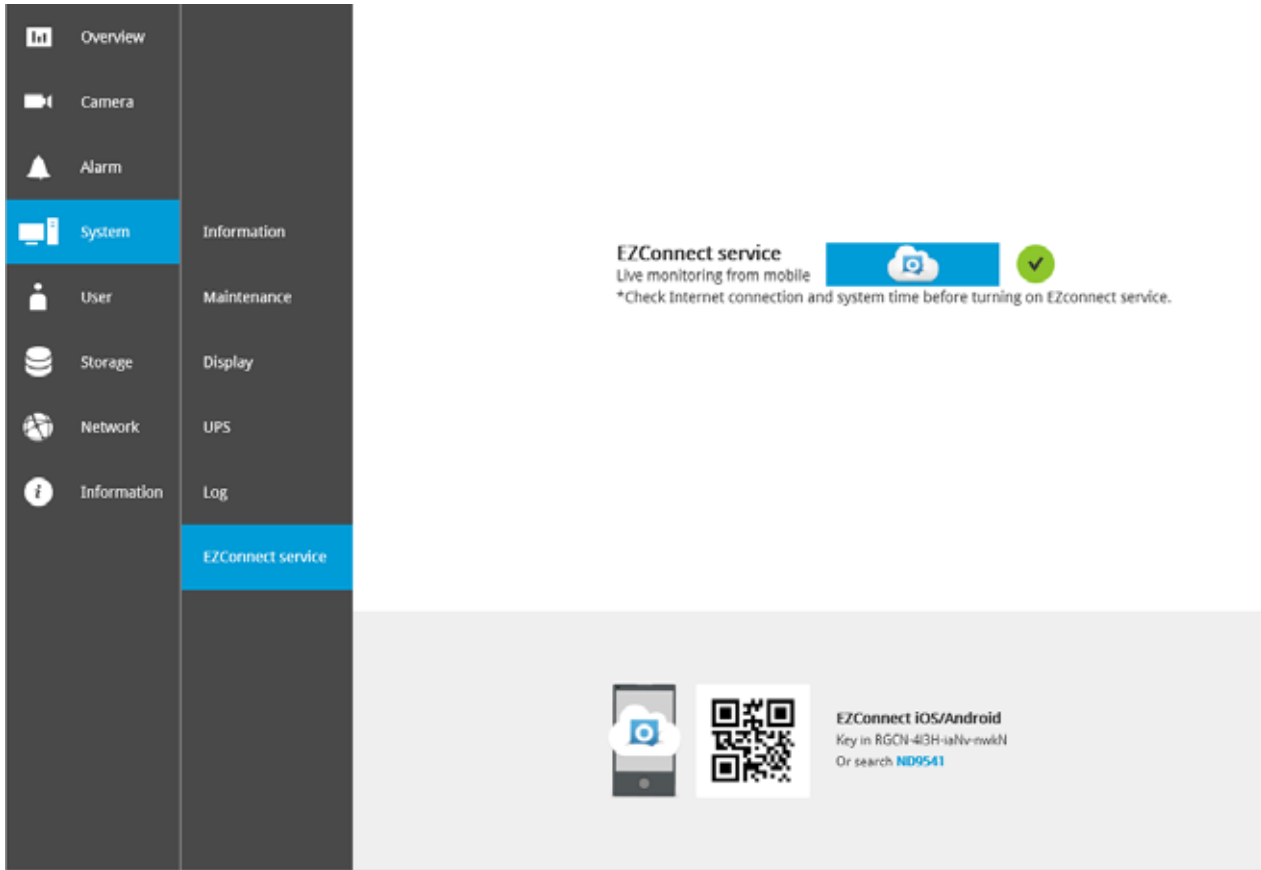 Overview
Camera
Alarm
System
User
Storage
Network
Information
Information
Maintenance
Display
UPS
Log
EZConnect service
EZConnect service
Live monitoring from mobile
*Check Internet connection and system time before turning on EZconnect service.
EZConnect iOS/Android
Key in RGCN-4I3H-iaNv-nwkN
Or search ND9541